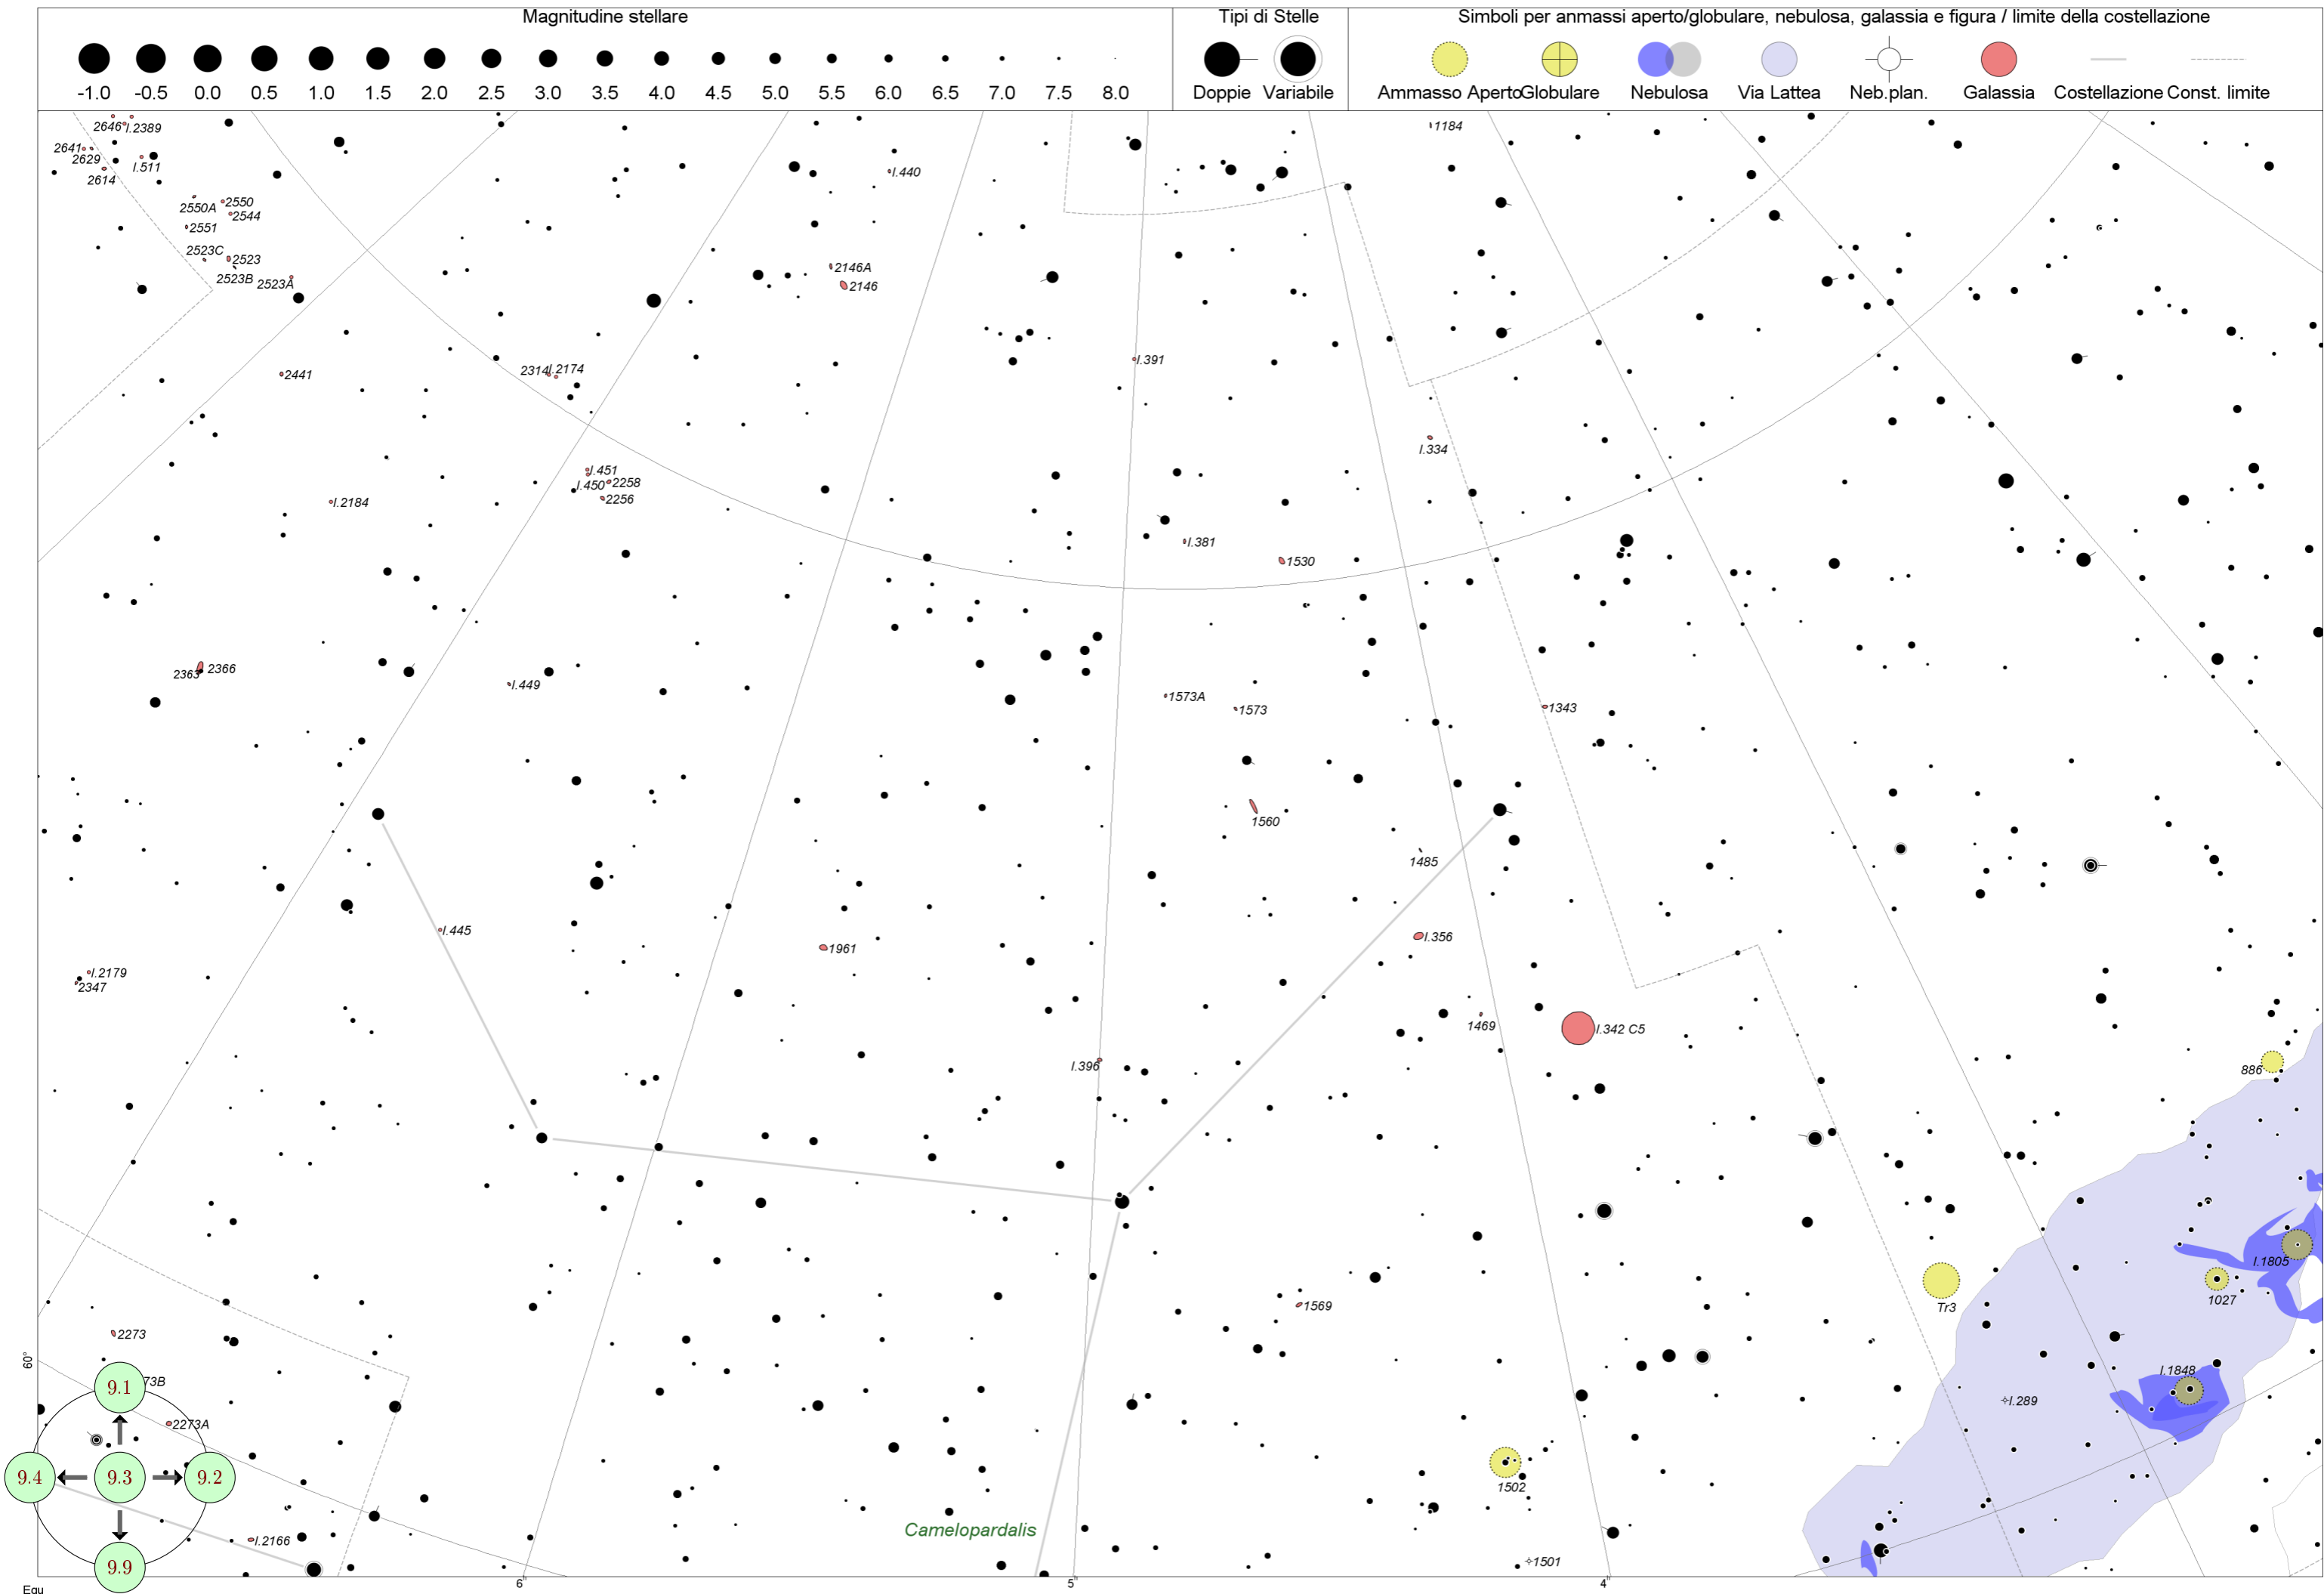 Magnitudine stellare
Tipi di Stelle
Simboli per anmassi aperto/globulare, nebulosa, galassia e figura / limite della costellazione
-1.0 -0.5 0.0 0.5 1.0 1.5 2.0 2.5 3.0 3.5 4.0 4.5 5.0 5.5 6.0 6.5 7.0 7.5 8.0
Doppie Variabile
Ammasso Aperto Globulare Nebulosa Via Lattea Neb.plan. Galassia Costellazione Const. limite
2646 I.2389
1184
2641
2629
I.511
2614
I.440
2550A
2550
2544
2551
2523C
2523
2523B
2523A
2146A
2146
I.391
2314 I.2174
2441
I.334
I.451
I.450
2258
2256
I.2184
I.381
1530
2363
2366
I.449
1573A
1573
1343
1560
1485
I.445
1961
I.356
I.2179
2347
1469
I.342 C5
I.396
886
I.1805
1027
Tr3
1569
2273
60°
I.1848
9.1
73B
I.289
2273A
9.4
9.3
9.2
1502
Camelopardalis
I.2166
1501
9.9
6
5
4
Equ